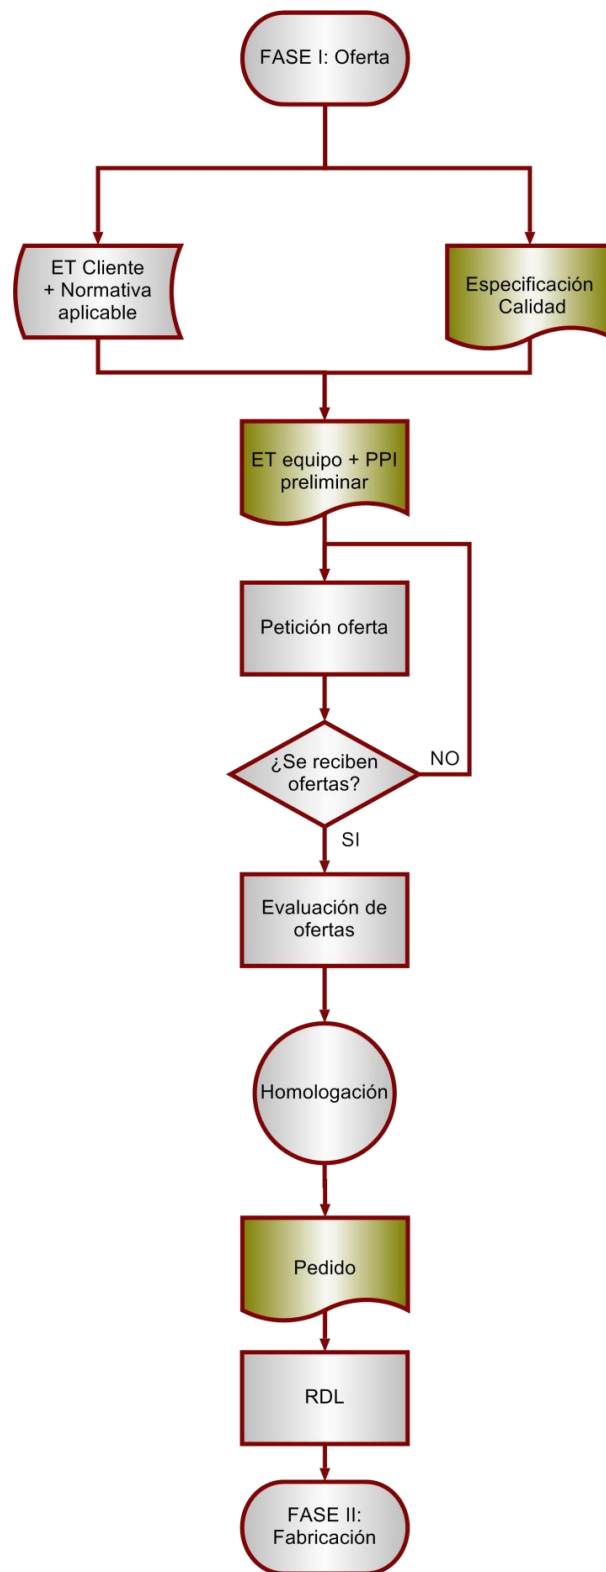 FASE I: Oferta
ET Cliente
+ Normativa
aplicable
Especificación
Calidad
ET equipo + PPI
preliminar
Petición oferta
¿Se reciben
ofertas?
NO
SI
Evaluación de
ofertas
Homologación
Pedido
RDL
FASE II:
Fabricación